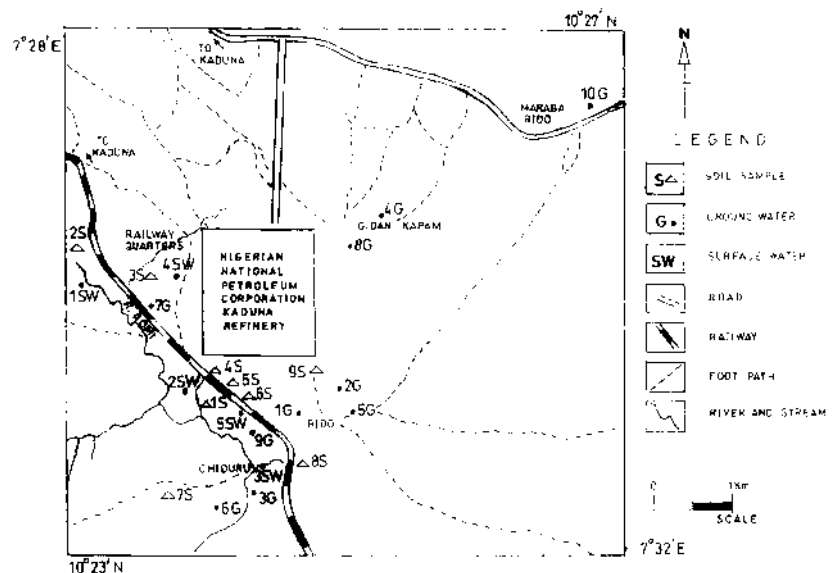 10°27'N
7°28'E
N
TO
KADUNA
10G
MARABA
RIDO
TO
KADUNA
LEGEND
S SOIL SAMPLE
4G
G.DAN KAPAM
G GROUND WATER
2S
RAILWAY
QUARTERS
8G
4SW
3S
SW SURFACE WATER
NIGERIAN
NATIONAL
PETROLEUM
CORPORATION
KADUNA
REFINERY
1SW
7G
ROAD
RAILWAY
4S
9S
5S
FOOT PATH
2SW
6S
2G
1S
1G
5G
RIDO
RIVER AND STREAM
5SW
9G
8S
3SW
7S
3G
6G
0 1Km
SCALE
7°32'E
10°23'N